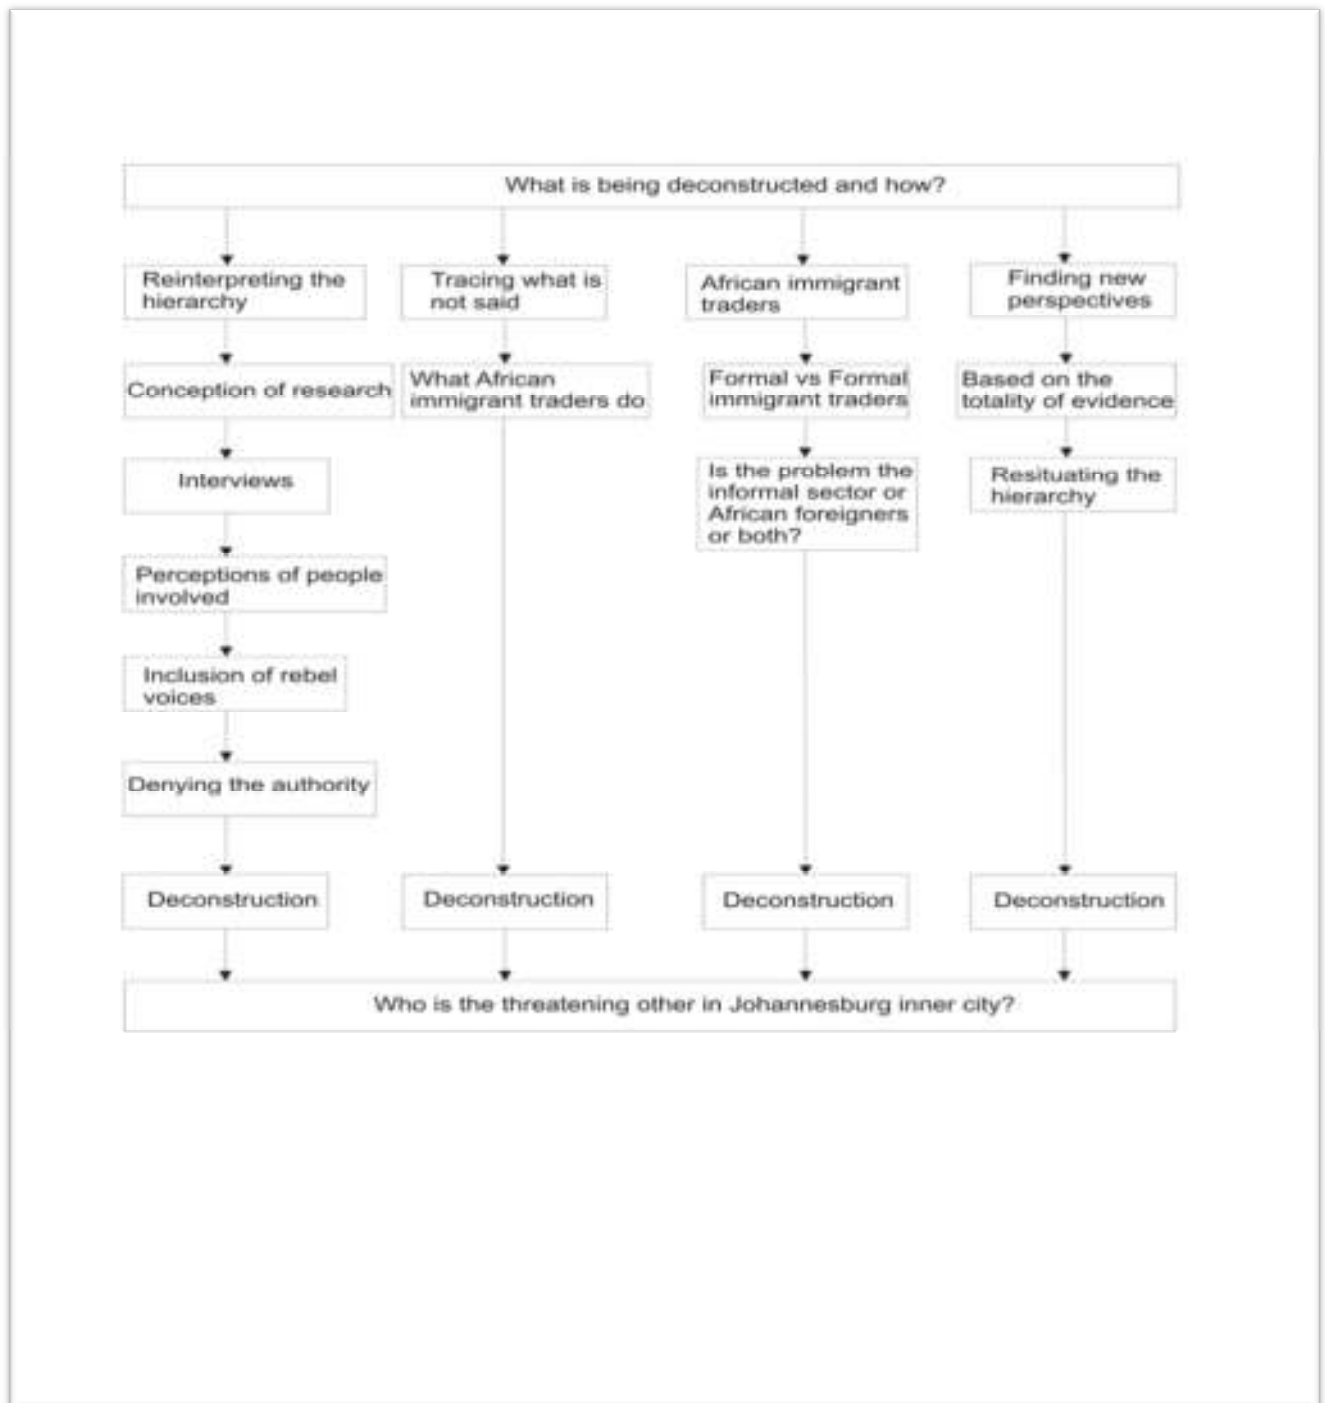 What is being deconstructed and how?
Reinterpreting the
hierarchy
Tracing what is
not said
African immigrant
traders
Finding new
perspectives
Conception of research
What African
immigrant traders do
Formal vs Formal
immigrant traders
Based on the
totality of evidence
Interviews
Is the problem the
informal sector or
African foreigners
or both?
Resituating the
hierarchy
Perceptions of people
involved
Inclusion of rebel
voices
Denying the authority
Deconstruction
Deconstruction
Deconstruction
Deconstruction
Who is the threatening other in Johannesburg inner city?